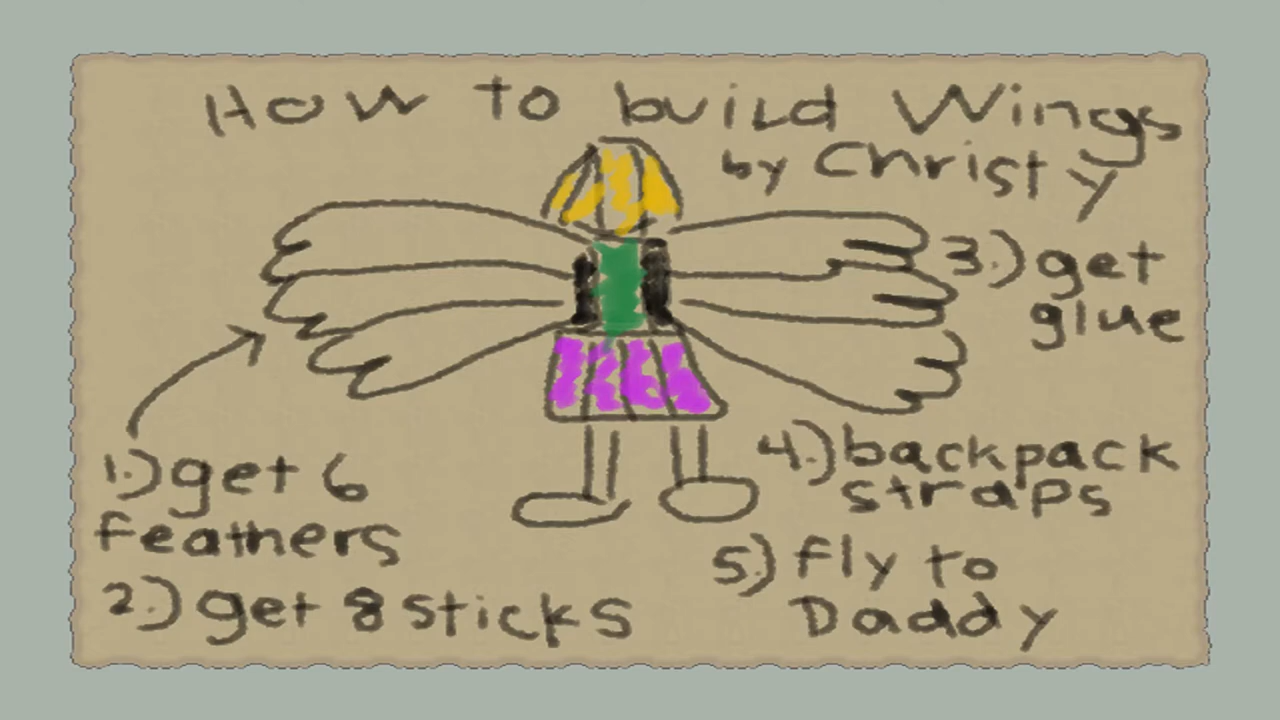 How to build Wings
by Christy
1.) get 6
feathers
2.) get 8 sticks
3.) get
glue
4.) backpack
straps
5.) fly to
Daddy